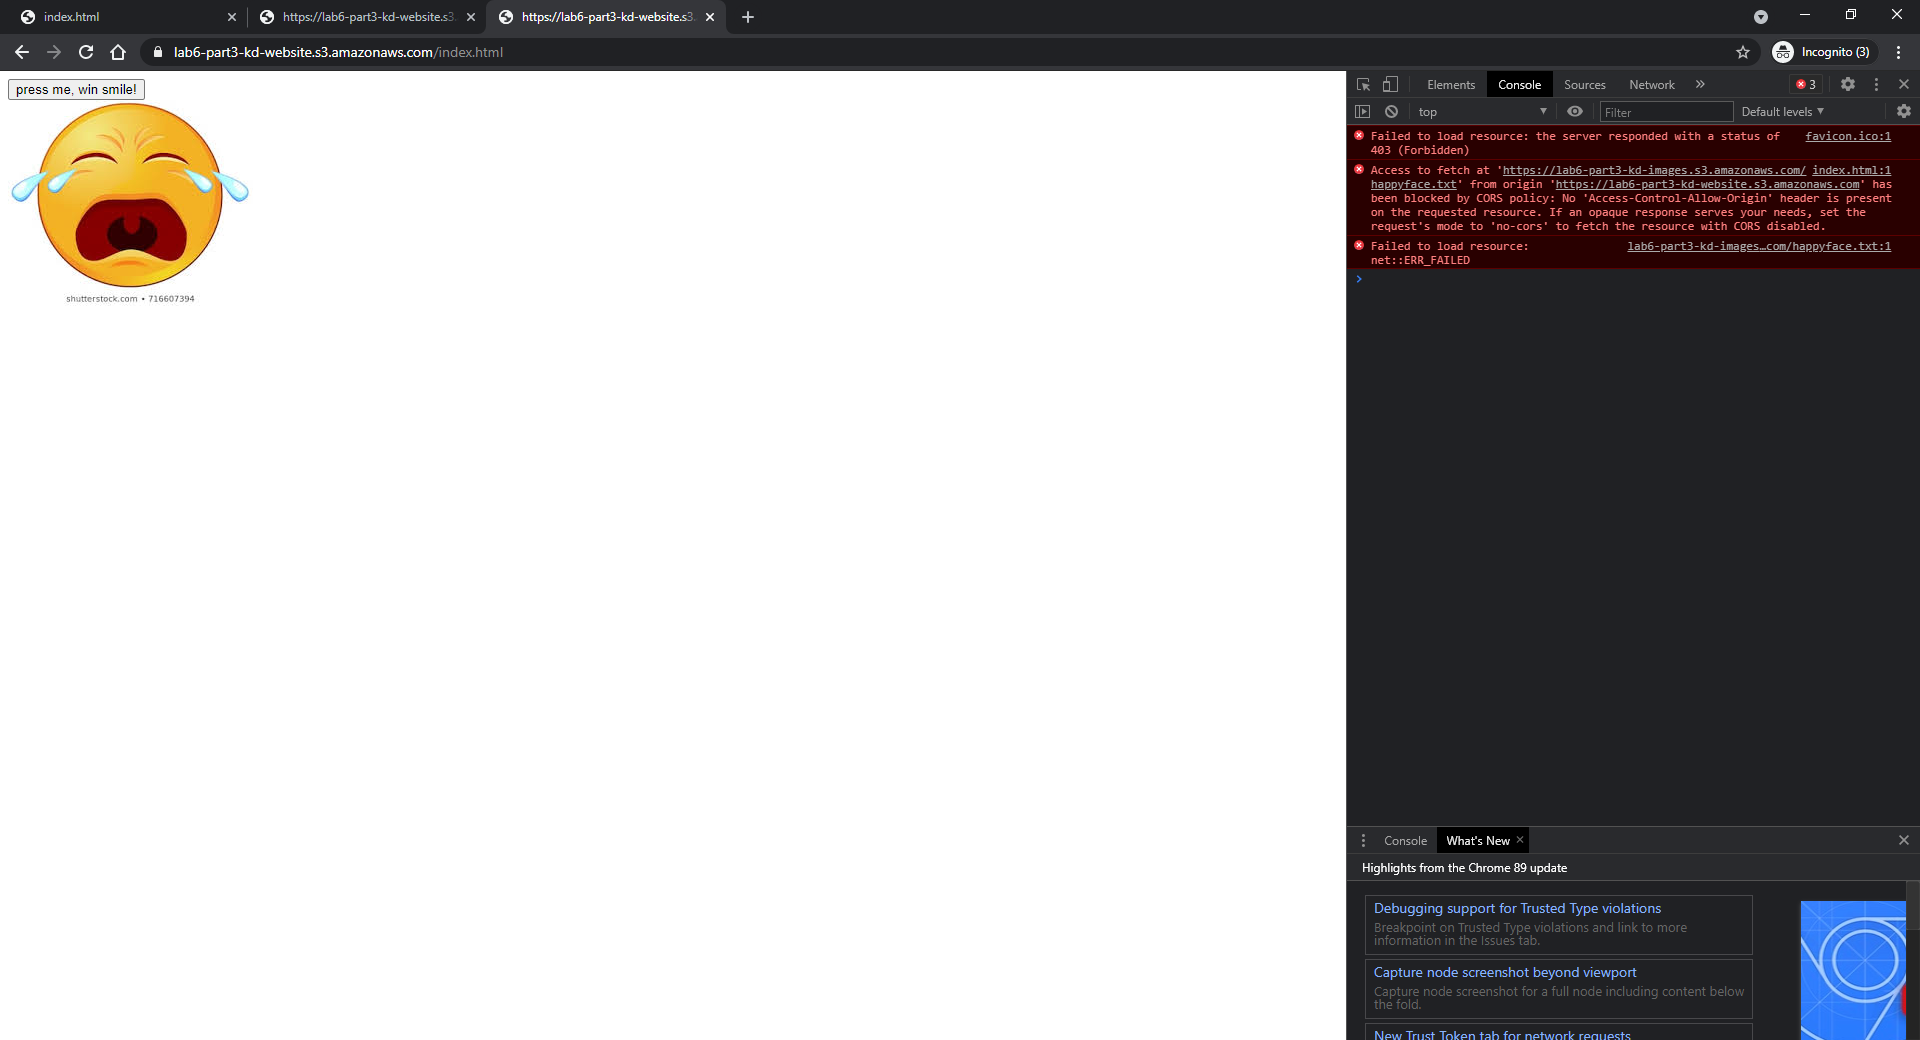 index.html
https://lab6-part3-kd-website.s3.
https://lab6-part3-kd-website.s3.
lab6-part3-kd-website.s3.amazonaws.com/index.html
Incognito (3)
press me, win smile!
shutterstock.com • 716607394
Elements Console Sources Network » 3
top Filter Default levels
Failed to load resource: the server responded with a status of favicon.ico:1
403 (Forbidden)
Access to fetch at 'https://lab6-part3-kd-images.s3.amazonaws.com/ index.html:1
happyface.txt' from origin 'https://lab6-part3-kd-website.s3.amazonaws.com' has
been blocked by CORS policy: No 'Access-Control-Allow-Origin' header is present
on the requested resource. If an opaque response serves your needs, set the
request's mode to 'no-cors' to fetch the resource with CORS disabled.
Failed to load resource: lab6-part3-kd-images…com/happyface.txt:1
net::ERR_FAILED
Console What's New
Highlights from the Chrome 89 update
Debugging support for Trusted Type violations
Breakpoint on Trusted Type violations and link to more
information in the Issues tab.
Capture node screenshot beyond viewport
Capture node screenshot for a full node including content below
the fold.
New Trust Token tab for network requests